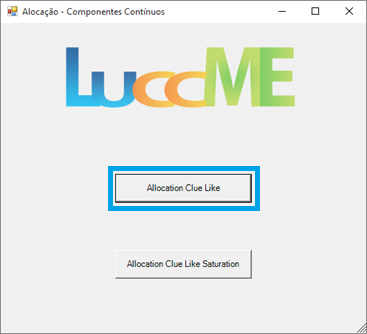 Alocação - Componentes Contínuos
LuccME
Allocation Clue Like
Allocation Clue Like Saturation